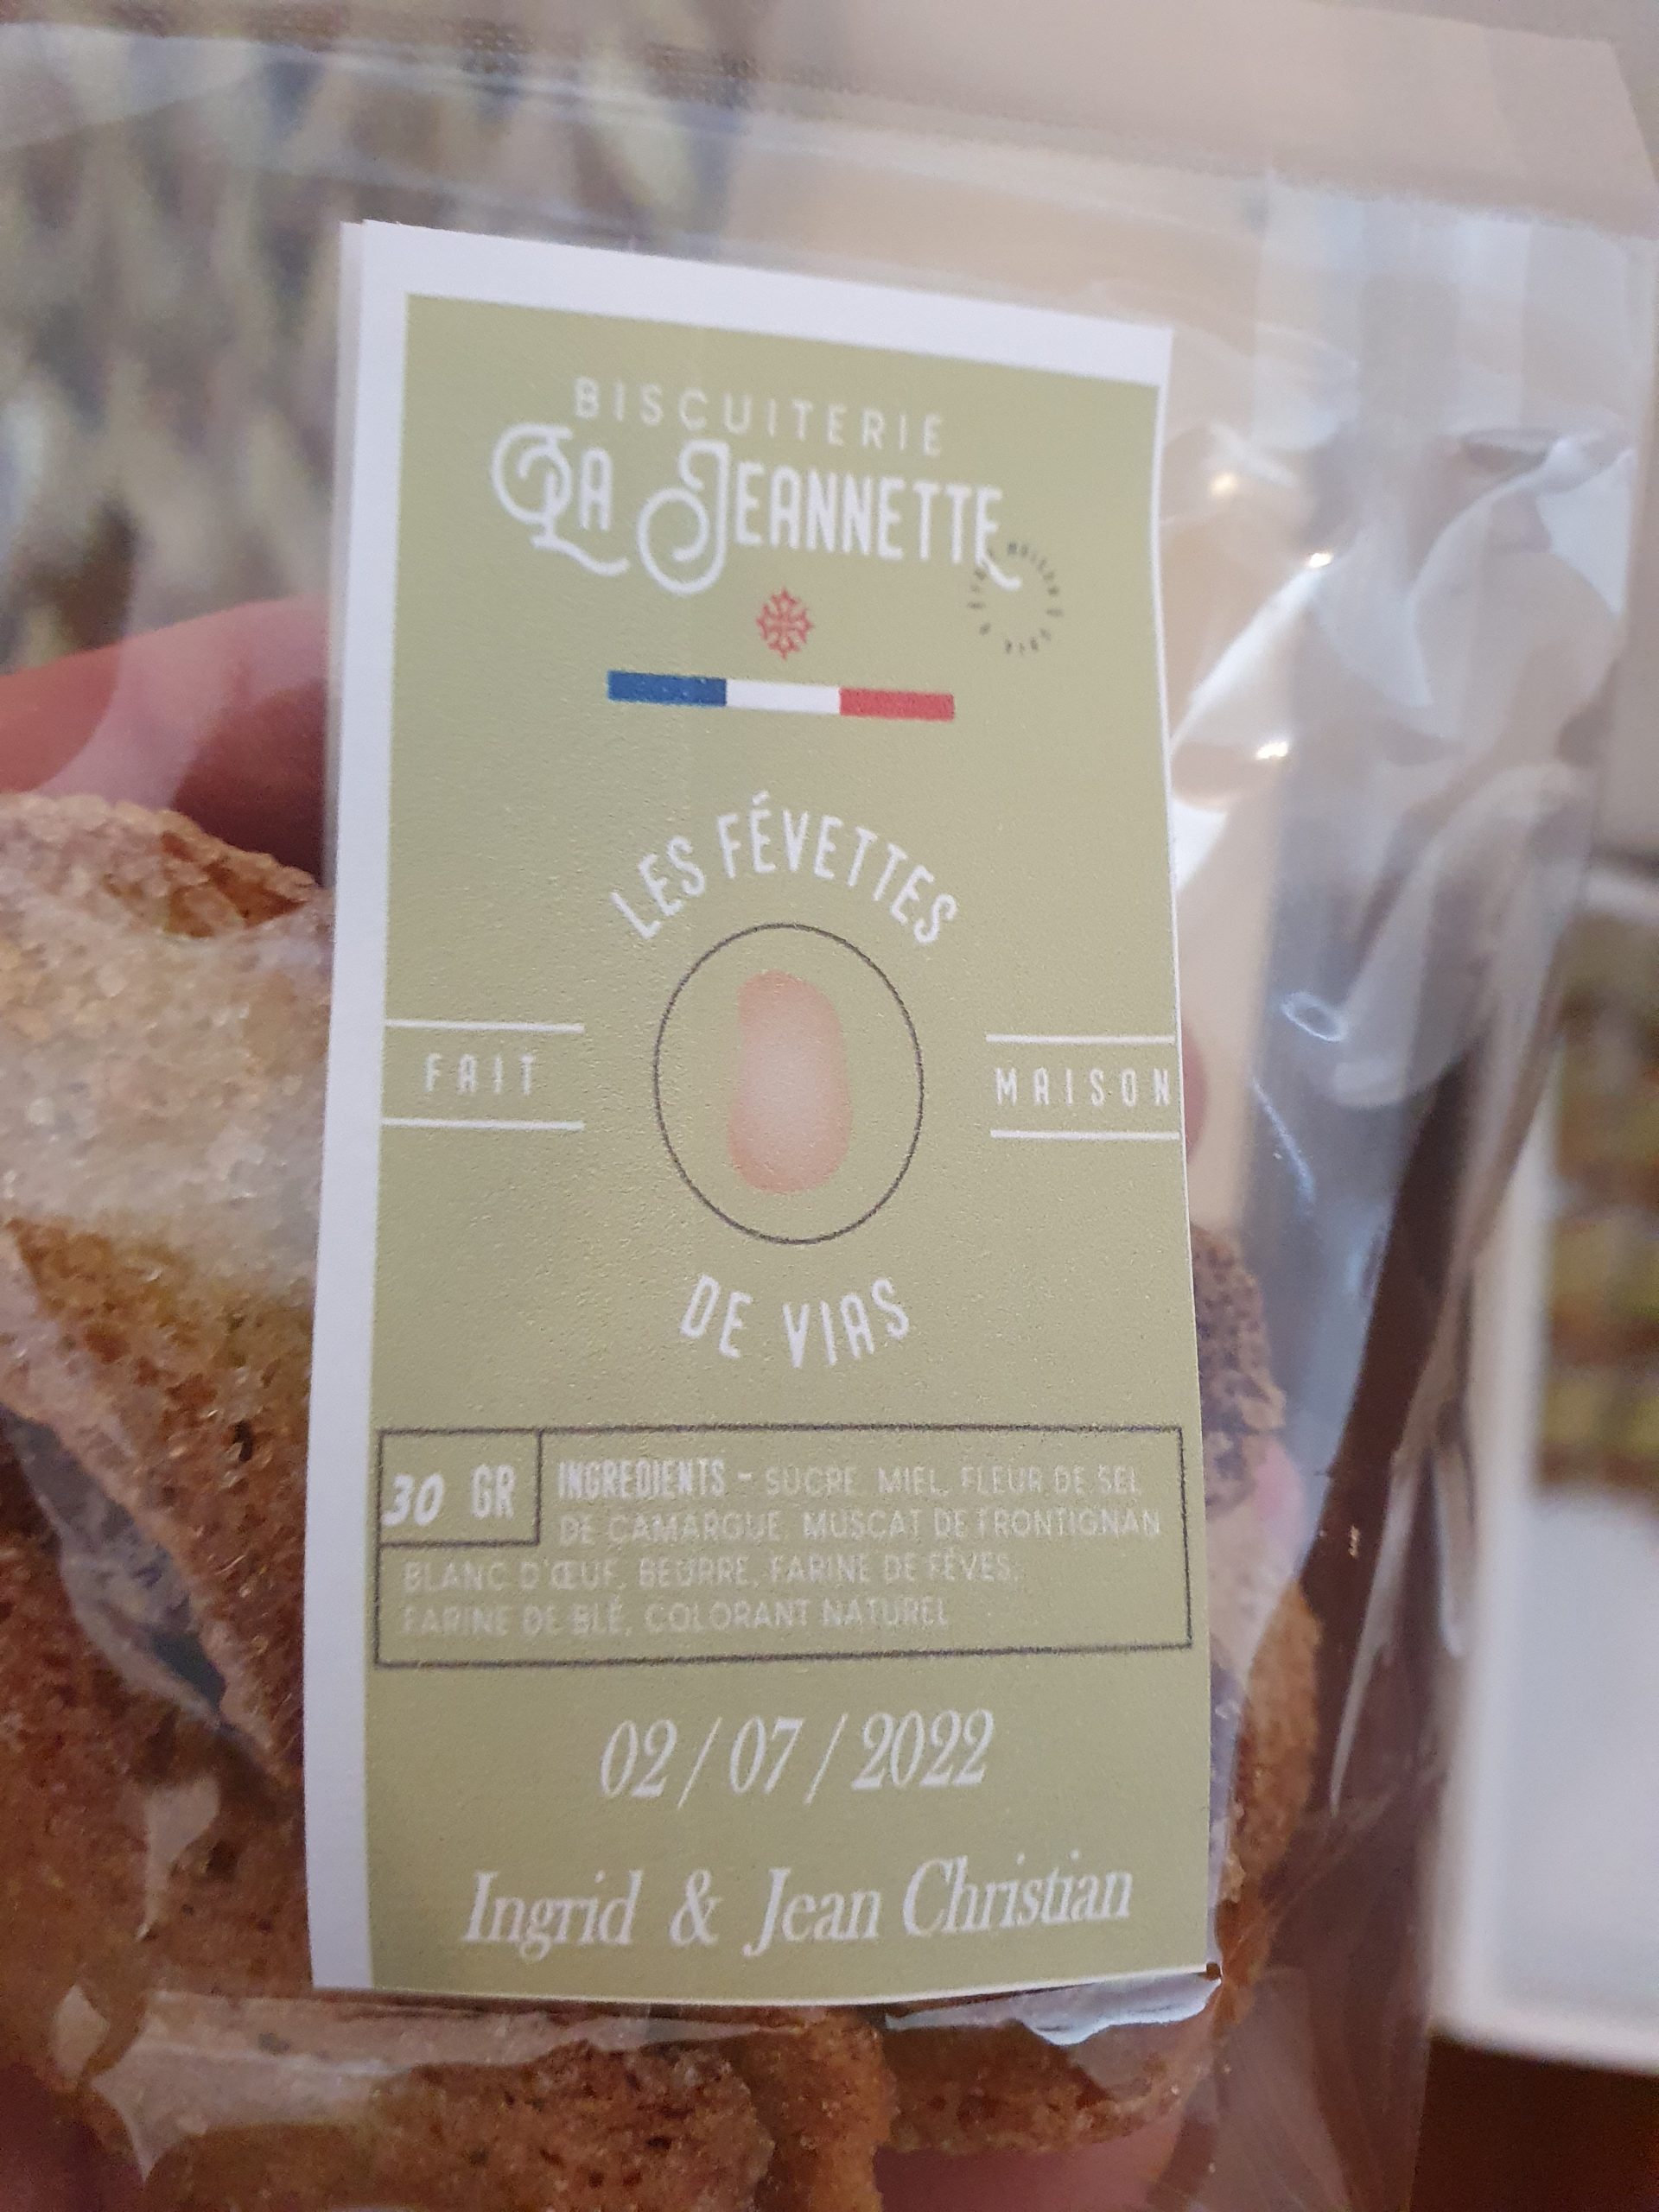 BISCUITERIE
LA JEANNETTE
LES FÉVETTES
FAIT
MAISON
DE VIAS
30 GR
INGREDIENTS - SUCRE, MIEL, FLEUR DE SEL
DE CAMARGUE, MUSCAT DE FRONTIGNAN
BLANC D'ŒUF, BEURRE, FARINE DE FÈVES,
FARINE DE BLÉ, COLORANT NATUREL
02/07/2022
Ingrid & Jean Christian